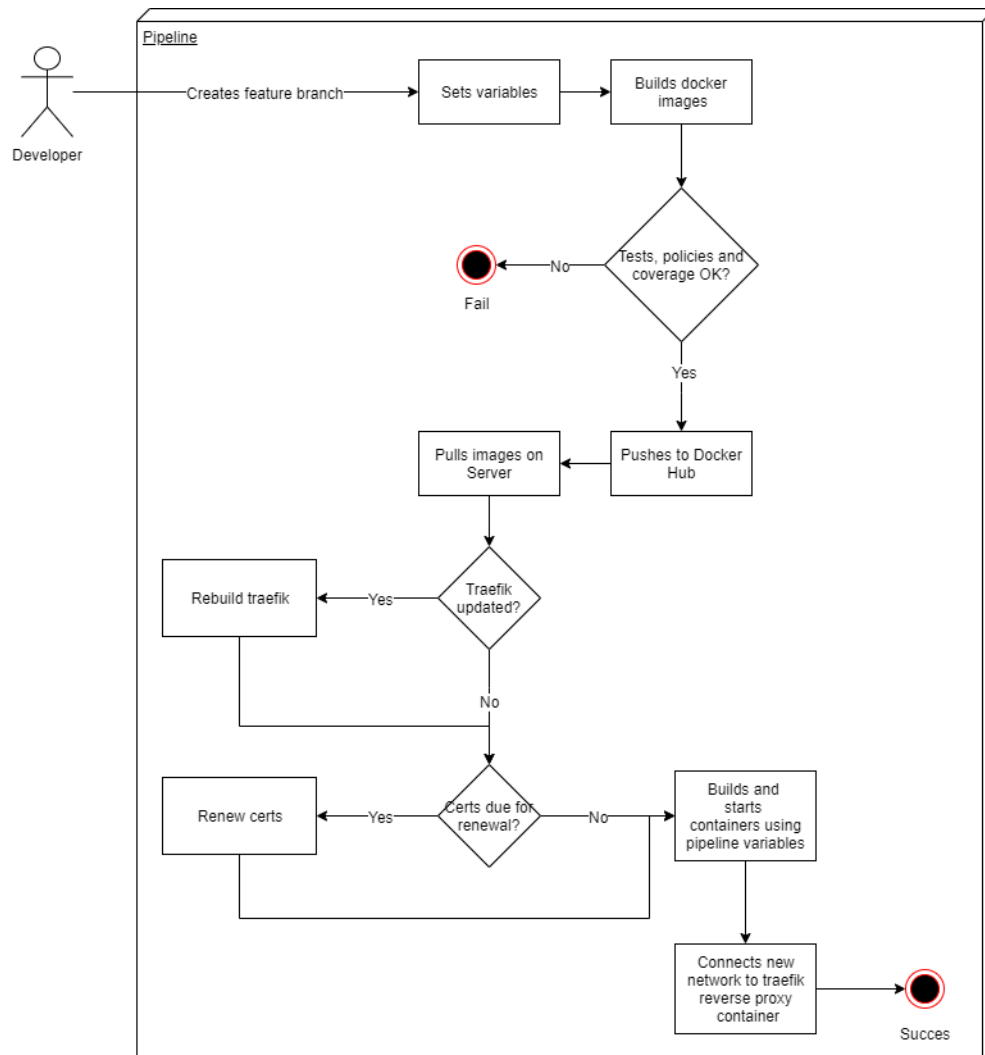 Pipeline
Developer
Creates feature branch
Sets variables
Builds docker
images
Tests, policies and
coverage OK?
No
Fail
Yes
Pulls images on
Server
Pushes to Docker
Hub
Traefik
updated?
Yes
Rebuild traefik
No
Certs due for
renewal?
Yes
Renew certs
No
Builds and
starts
containers using
pipeline variables
Connects new
network to traefik
reverse proxy
container
Succes